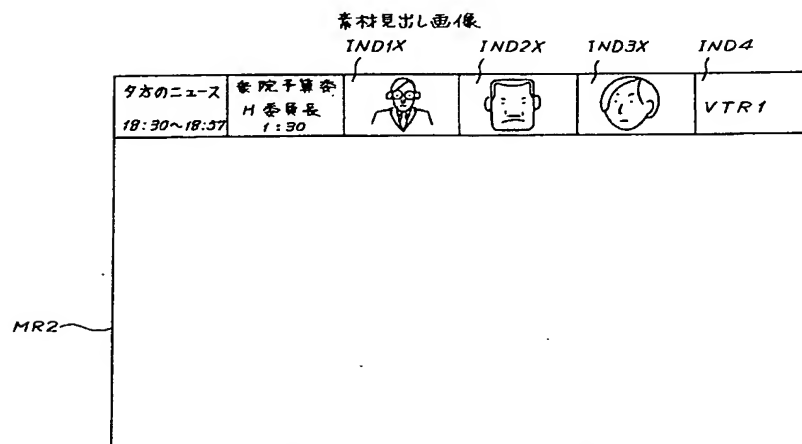 素材見出し画像
IND1X IND2X IND3X IND4
夕方のニュース
18:30~18:57
衆院予算委
H 委員長
1:30
VTR1
MR2